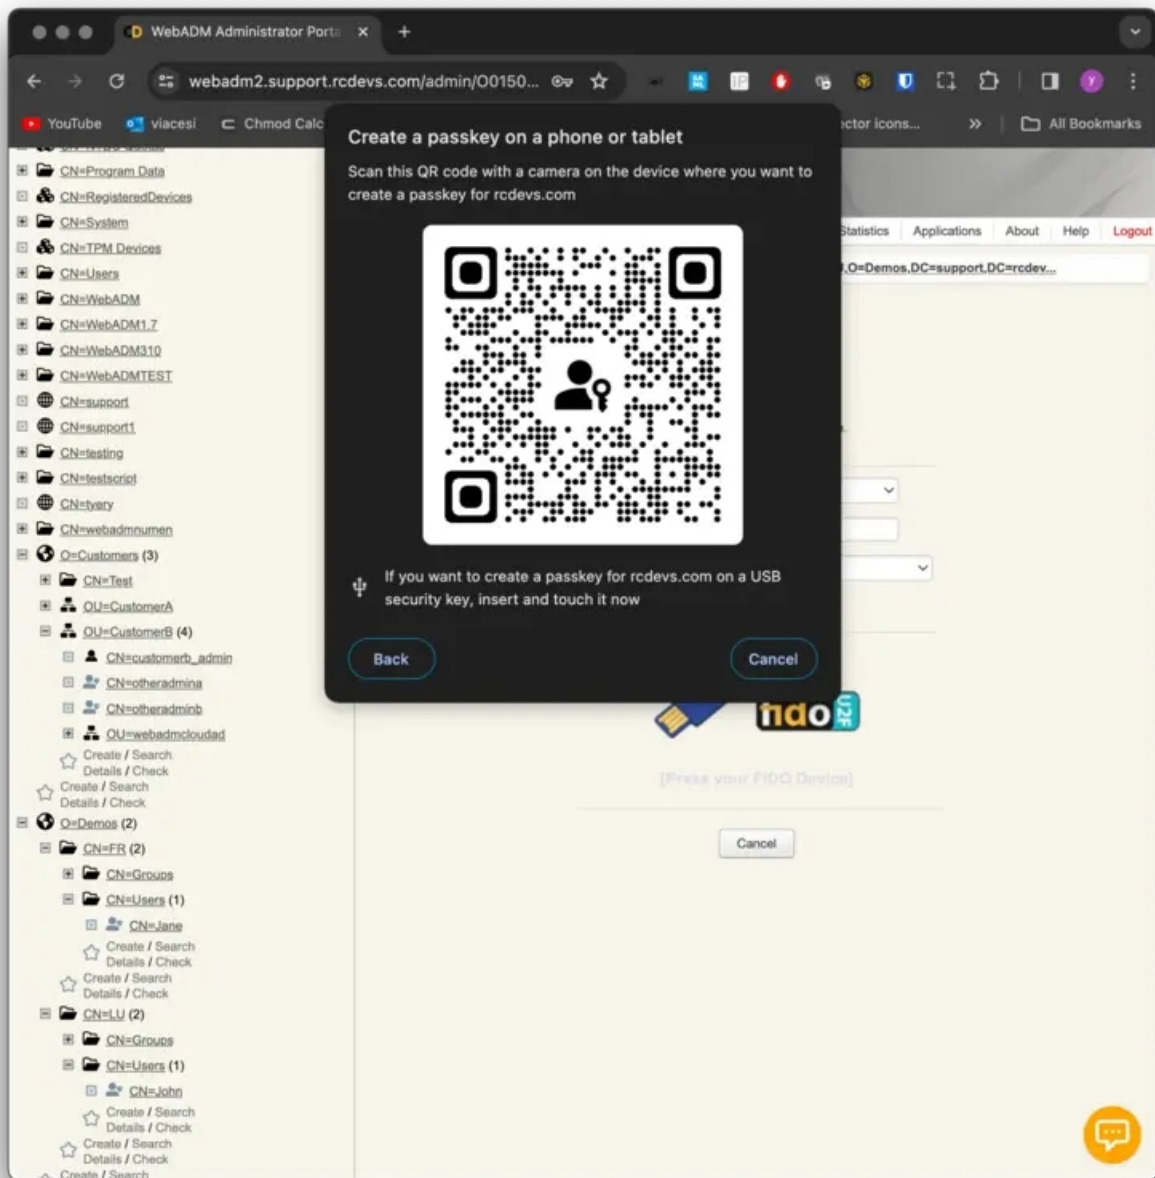 WebADM Administrator Porta
webadm2.support.rcdevs.com/admin/O0150...
YouTube
viacesi
Chmod Calc
ector icons...
All Bookmarks
CN=Program Data
CN=RegisteredDevices
CN=System
CN=TPM Devices
CN=Users
CN=WebADM
CN=WebADM1.7
CN=WebADM310
CN=WebADMTEST
CN=support
CN=support1
CN=testing
CN=testscript
CN=tyery
CN=webadmnumen
O=Customers (3)
CN=Test
OU=CustomerA
OU=CustomerB (4)
CN=customerb_admin
CN=otheradmina
CN=otheradminb
OU=webadmcloudad
Create / Search
Details / Check
Create / Search
Details / Check
O=Demos (2)
CN=FR (2)
CN=Groups
CN=Users (1)
CN=Jane
Create / Search
Details / Check
Create / Search
Details / Check
CN=LU (2)
CN=Groups
CN=Users (1)
CN=John
Create / Search
Details / Check
Create / Search
Details / Check
Create / Search
Create a passkey on a phone or tablet
Scan this QR code with a camera on the device where you want to
create a passkey for rcdevs.com
If you want to create a passkey for rcdevs.com on a USB
security key, insert and touch it now
Back
Cancel
Statistics
Applications
About
Help
Logout
,O=Demos,DC=support,DC=rcdev...
fido
U2F
[Press your FIDO Device]
Cancel